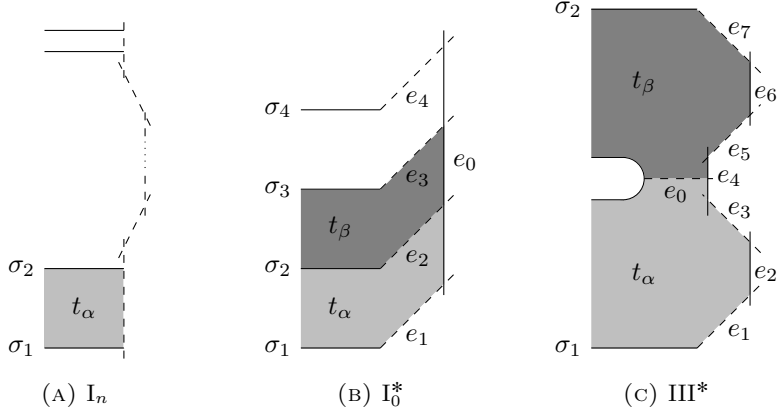 σ₂
t_α
σ₁
(A) I_n
σ₄
e₄
e₀
σ₃
e₃
t_β
σ₂
e₂
t_α
σ₁
e₁
(B) I₀*
σ₂
e₇
t_β
e₆
e₅
e₄
e₀
e₃
t_α
e₂
e₁
σ₁
(C) III*